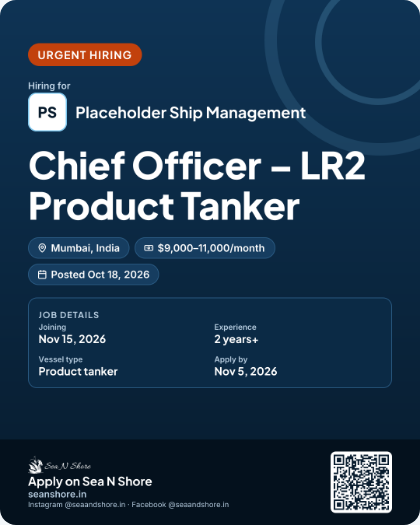 URGENT HIRING
Hiring for
PS
Placeholder Ship Management
Chief Officer – LR2
Product Tanker
Mumbai, India
$9,000–11,000/month
Posted Oct 18, 2026
JOB DETAILS
Joining
Nov 15, 2026
Experience
2 years+
Vessel type
Product tanker
Apply by
Nov 5, 2026
Sea N Shore
Apply on Sea N Shore
seanshore.in
Instagram @seaandshore.in · Facebook @seaandshore.in